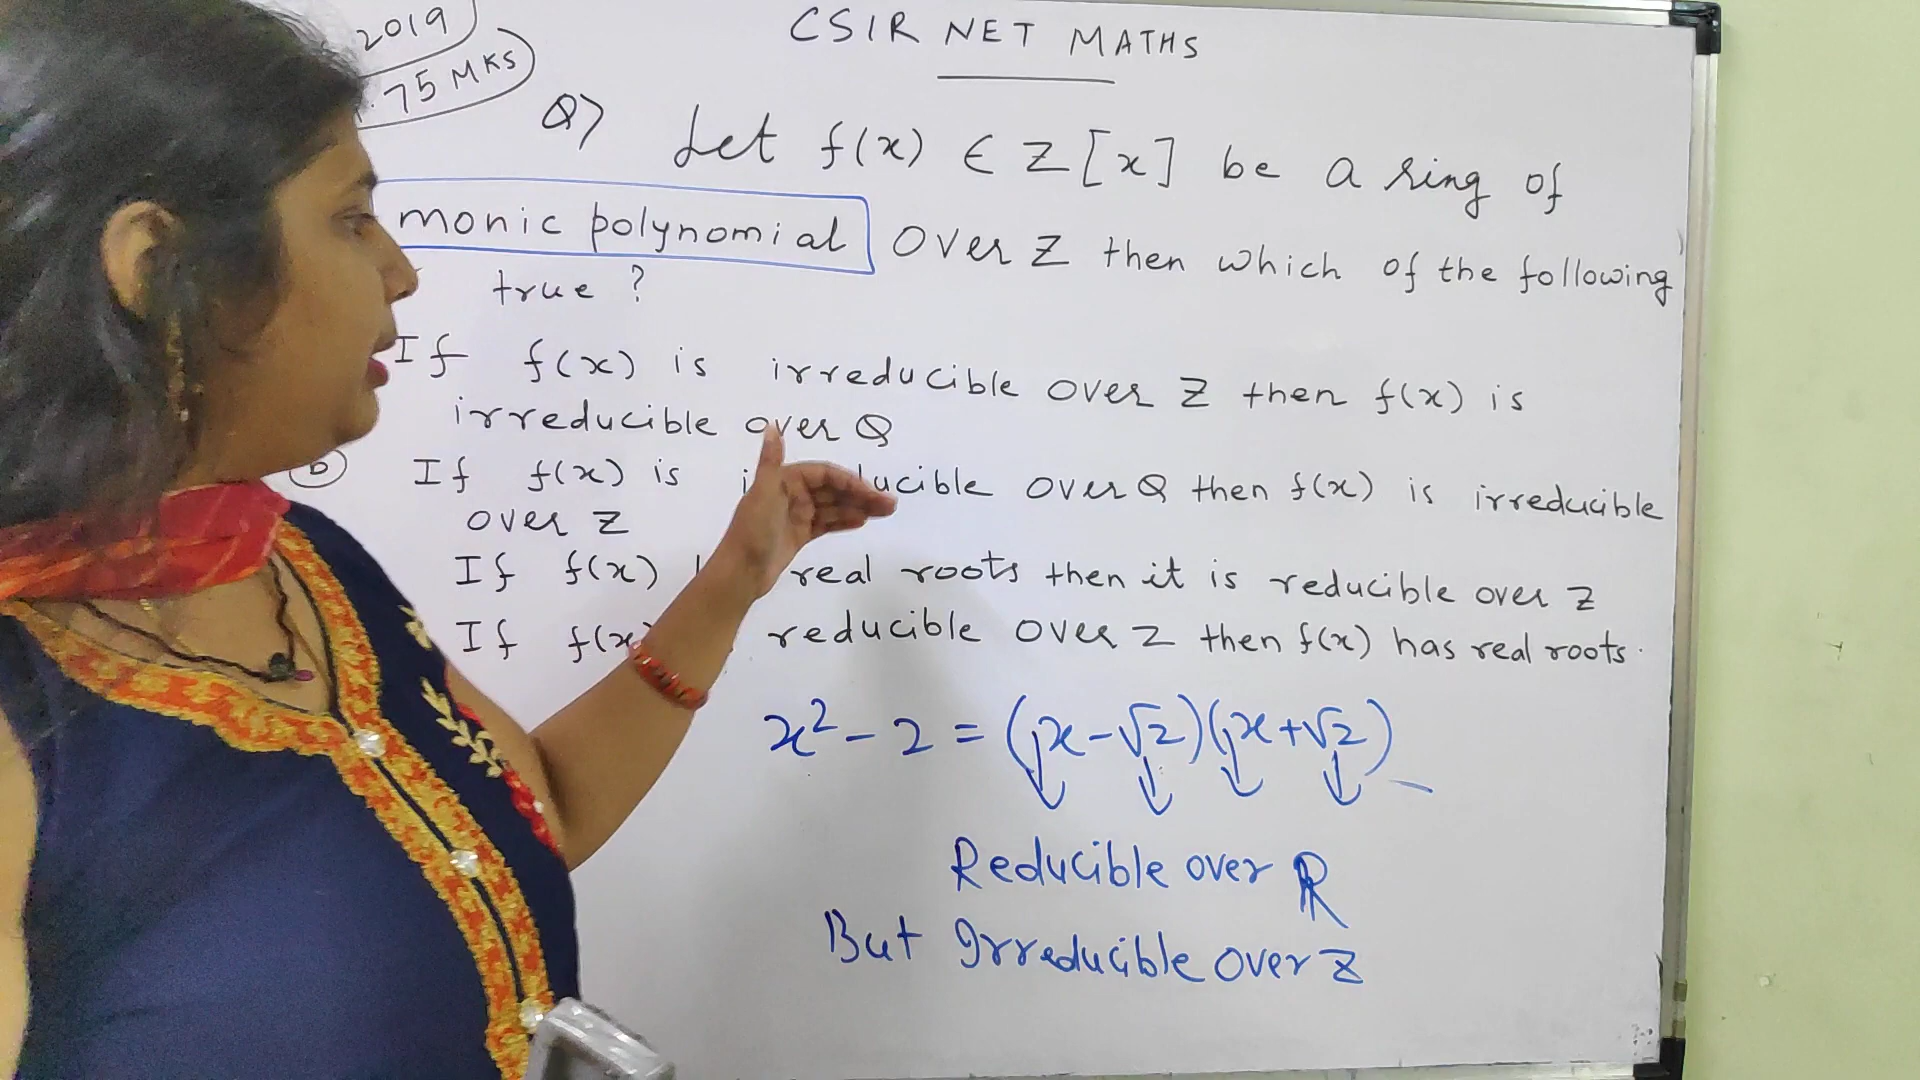 2019
.75 MKS
CSIR NET MATHS
Q> Let f(x) ∈ Z[x] be a ring of
monic polynomial over Z then which of the following
true ?
If f(x) is irreducible over Z then f(x) is
irreducible over Q
(b) If f(x) is ucible over Q then f(x) is irreducible
over Z
If f(x) real roots then it is reducible over Z
If f(x) reducible over Z then f(x) has real roots.
x² - 2 = (x-√2)(x+√2)
Reducible over R
But Irreducible over Z